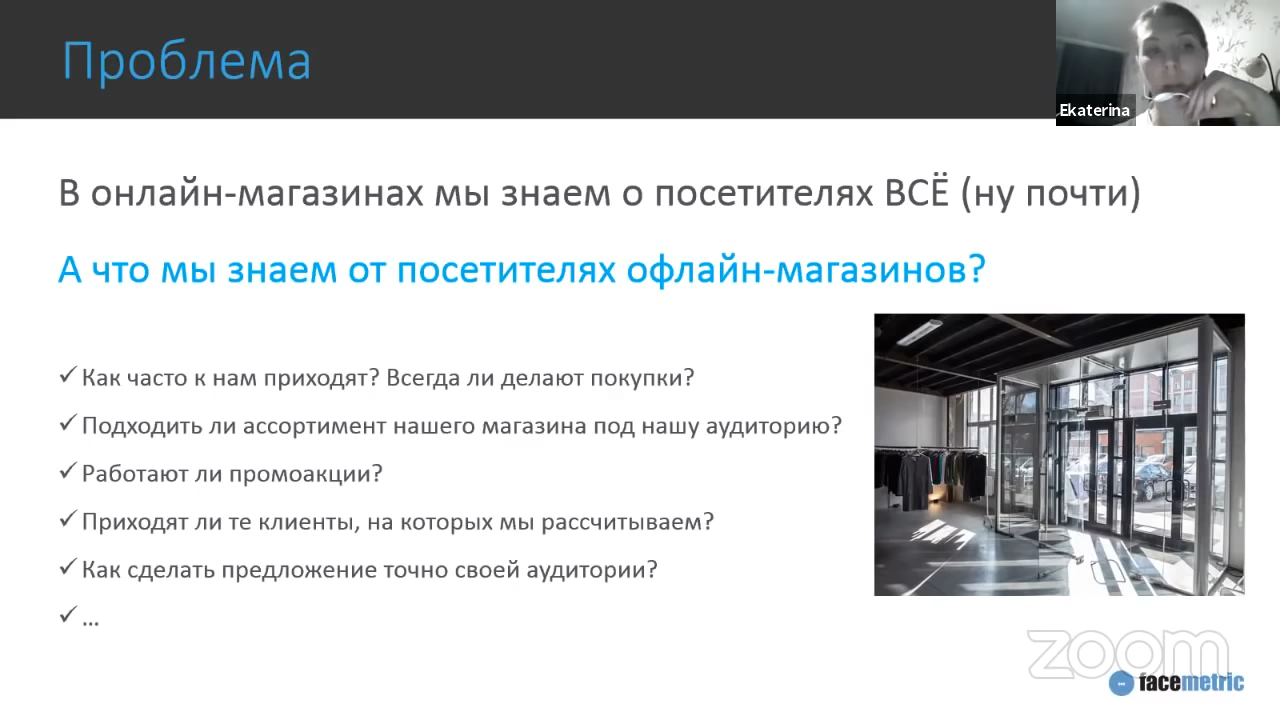 Проблема
Ekaterina
В онлайн-магазинах мы знаем о посетителях ВСЁ (ну почти)
А что мы знаем от посетителях офлайн-магазинов?
✓ Как часто к нам приходят? Всегда ли делают покупки?
✓ Подходить ли ассортимент нашего магазина под нашу аудиторию?
✓ Работают ли промоакции?
✓ Приходят ли те клиенты, на которых мы рассчитываем?
✓ Как сделать предложение точно своей аудитории?
✓ ...
zoom
facemetric